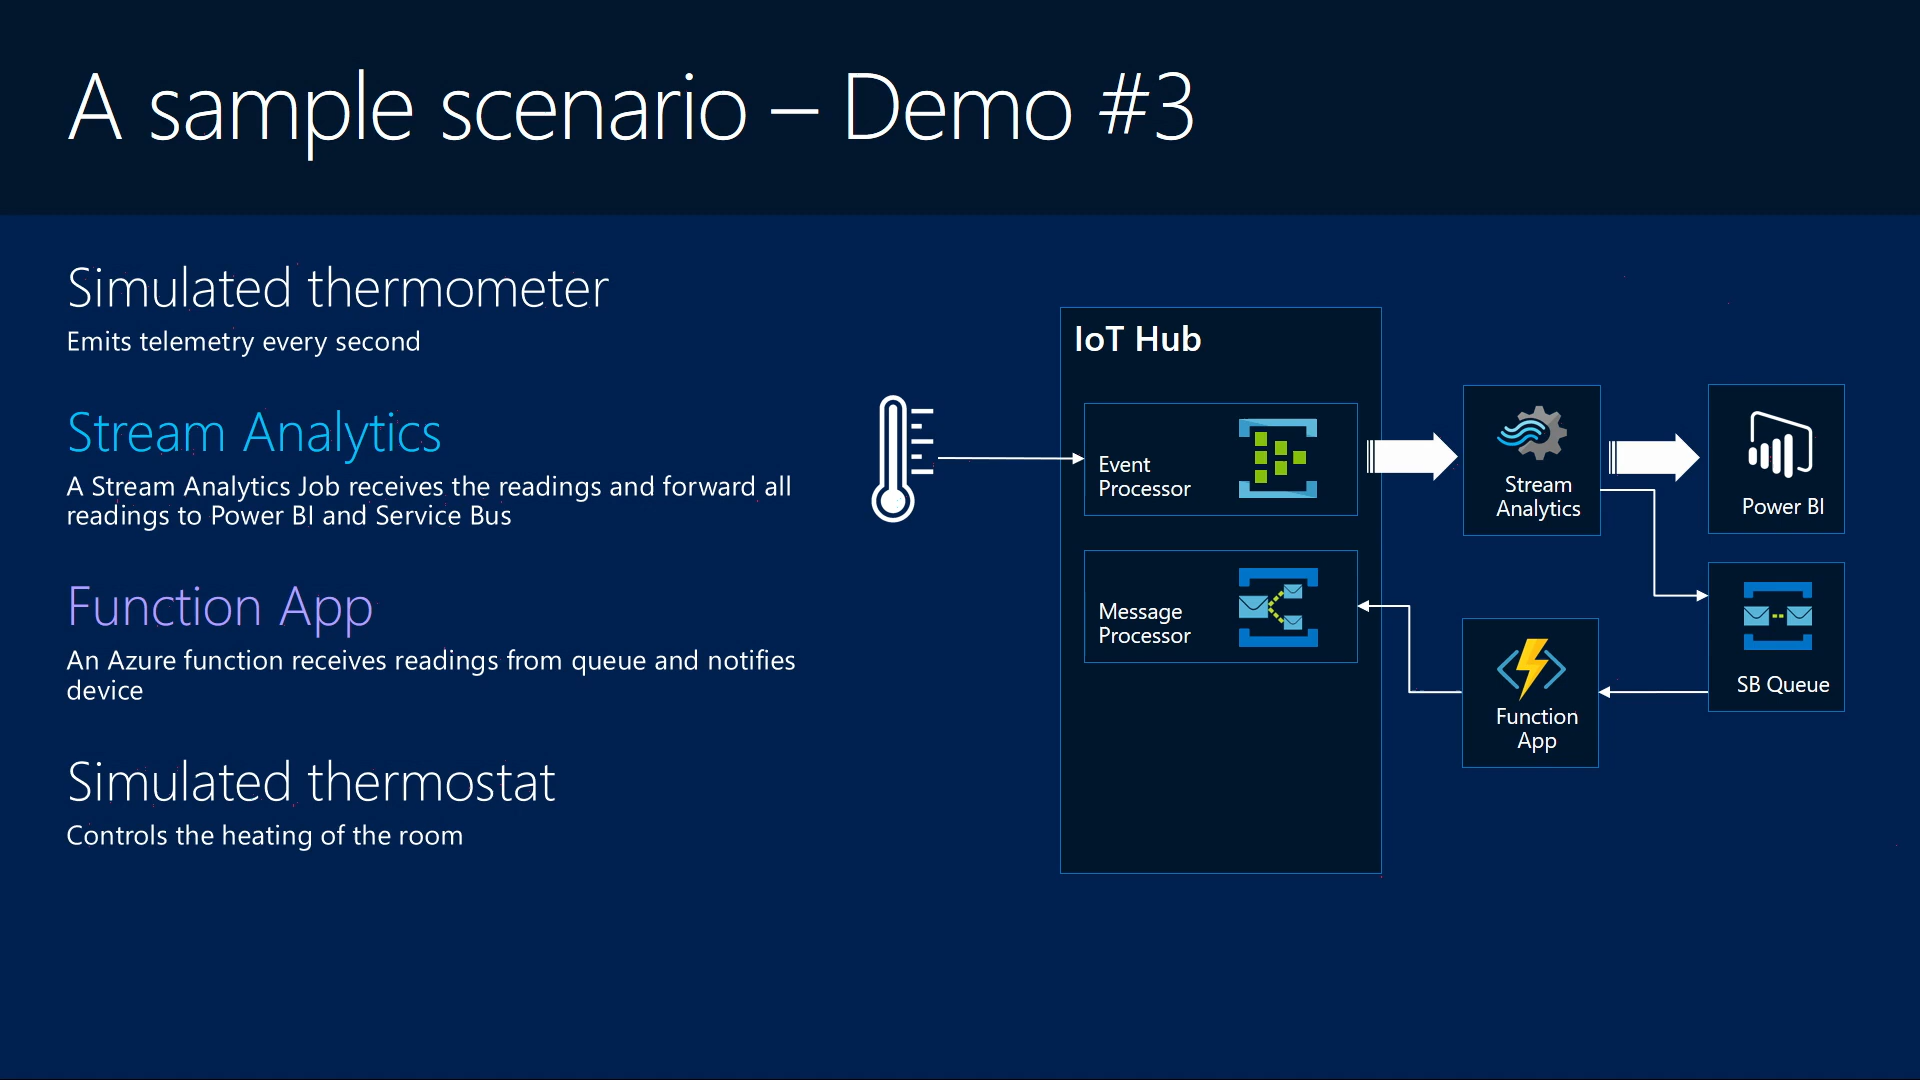 A sample scenario – Demo #3
Simulated thermometer
Emits telemetry every second
Stream Analytics
A Stream Analytics Job receives the readings and forward all
readings to Power BI and Service Bus
Function App
An Azure function receives readings from queue and notifies
device
Simulated thermostat
Controls the heating of the room
IoT Hub
Event
Processor
Message
Processor
Stream
Analytics
Power BI
SB Queue
Function
App